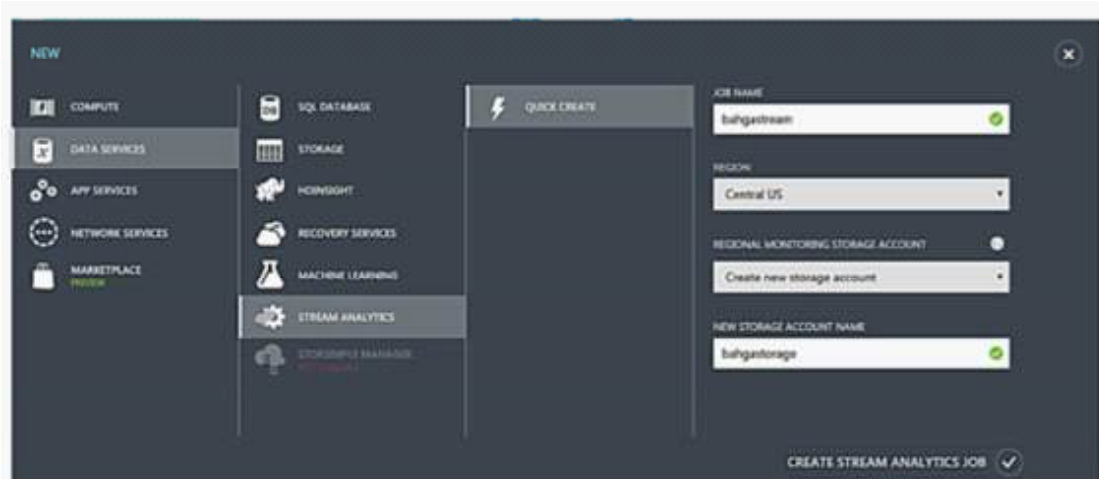 NEW
COMPUTE
DATA SERVICES
APP SERVICES
NETWORK SERVICES
MARKETPLACE
PREVIEW
SQL DATABASE
STORAGE
HDINSIGHT
RECOVERY SERVICES
MACHINE LEARNING
STREAM ANALYTICS
STORSIMPLE MANAGER
QUICK CREATE
JOB NAME
bahgastream
REGION
Central US
REGIONAL MONITORING STORAGE ACCOUNT
Create new storage account
NEW STORAGE ACCOUNT NAME
bahgastorage
CREATE STREAM ANALYTICS JOB